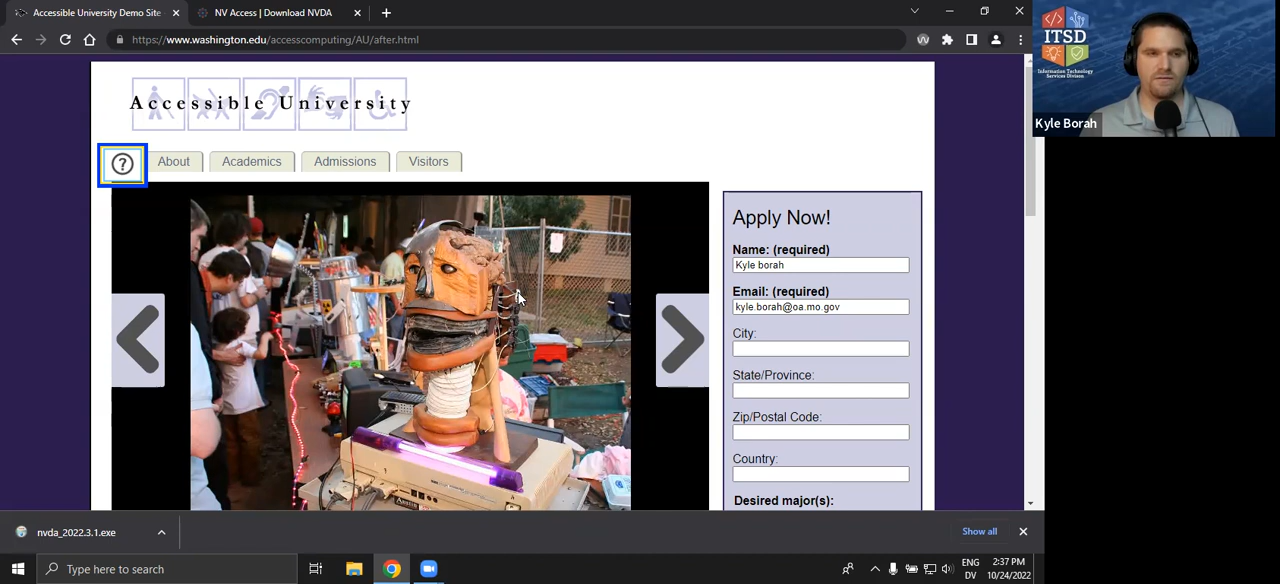 Accessible University Demo Site
NV Access | Download NVDA
https://www.washington.edu/accesscomputing/AU/after.html
ITSD
Information Technology
Services Division
Kyle Borah
Accessible University
?
About
Academics
Admissions
Visitors
Apply Now!
Name: (required)
Kyle borah
Email: (required)
kyle.borah@oa.mo.gov
City:
State/Province:
Zip/Postal Code:
Country:
Desired major(s):
nvda_2022.3.1.exe
Show all
Type here to search
ENG
DV
2:37 PM
10/24/2022